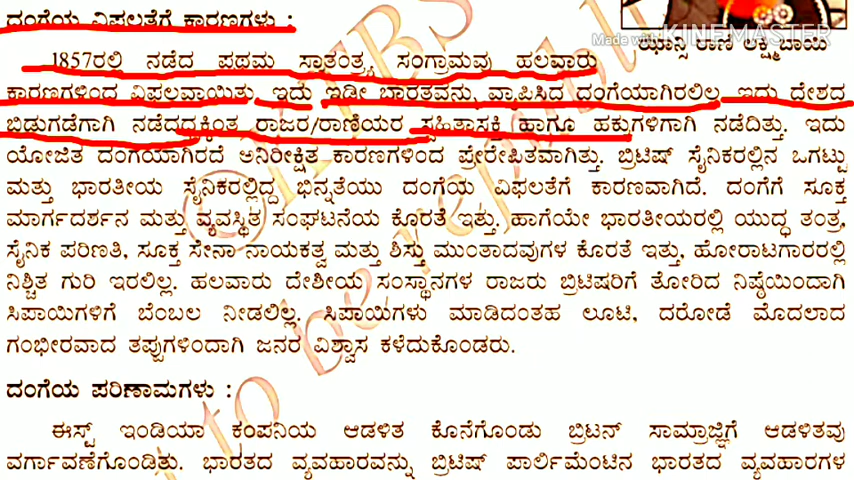 ದಂಗೆಯ ವಿಫಲತೆಗೆ ಕಾರಣಗಳು :
Made with KINEMASTER
ಝಾನ್ಸಿ ರಾಣಿ ಲಕ್ಷ್ಮಿಬಾಯಿ
1857ರಲ್ಲಿ ನಡೆದ ಪಥಮ ಸ್ವಾತಂತ್ರ್ಯ ಸಂಗ್ರಾಮವು ಹಲವಾರು
ಕಾರಣಗಳಿಂದ ವಿಫಲವಾಯಿತು. ಇದು ಇಡೀ ಭಾರತವನ್ನು ವ್ಯಾಪಿಸಿದ ದಂಗೆಯಾಗಿರಲಿಲ್ಲ. ಇದು ದೇಶದ
ಬಿಡುಗಡೆಗಾಗಿ ನಡೆದದ್ದಕ್ಕಿಂತ ರಾಜರ/ರಾಣಿಯರ ಸ್ವಹಿತಾಸಕ್ತಿ ಹಾಗೂ ಹಕ್ಕುಗಳಿಗಾಗಿ ನಡೆದಿತ್ತು. ಇದು
ಯೋಜಿತ ದಂಗೆಯಾಗಿರದೆ ಅನಿರೀಕ್ಷಿತ ಕಾರಣಗಳಿಂದ ಪ್ರೇರೇಪಿತವಾಗಿತ್ತು. ಬ್ರಿಟಿಷ್ ಸೈನಿಕರಲ್ಲಿನ ಒಗಟ್ಟು
ಮತ್ತು ಭಾರತೀಯ ಸೈನಿಕರಲ್ಲಿದ್ದ ಭಿನ್ನತೆಯು ದಂಗೆಯ ವಿಫಲತೆಗೆ ಕಾರಣವಾಗಿದೆ. ದಂಗೆಗೆ ಸೂಕ್ತ
ಮಾರ್ಗದರ್ಶನ ಮತ್ತು ವ್ಯವಸ್ಥಿತ ಸಂಘಟನೆಯ ಕೊರತೆ ಇತ್ತು. ಹಾಗೆಯೇ ಭಾರತೀಯರಲ್ಲಿ ಯುದ್ಧ ತಂತ್ರ,
ಸೈನಿಕ ಪರಿಣತಿ, ಸೂಕ್ತ ಸೇನಾ ನಾಯಕತ್ವ ಮತ್ತು ಶಿಸ್ತು ಮುಂತಾದವುಗಳ ಕೊರತೆ ಇತ್ತು, ಹೋರಾಟಗಾರರಲ್ಲಿ
ನಿಶ್ಚಿತ ಗುರಿ ಇರಲಿಲ್ಲ. ಹಲವಾರು ದೇಶೀಯ ಸಂಸ್ಥಾನಗಳ ರಾಜರು ಬ್ರಿಟಿಷರಿಗೆ ತೋರಿದ ನಿಷ್ಠೆಯಿಂದಾಗಿ
ಸಿಪಾಯಿಗಳಿಗೆ ಬೆಂಬಲ ನೀಡಲಿಲ್ಲ. ಸಿಪಾಯಿಗಳು ಮಾಡಿದಂತಹ ಲೂಟಿ, ದರೋಡೆ ಮೊದಲಾದ
ಗಂಭೀರವಾದ ತಪ್ಪುಗಳಿಂದಾಗಿ ಜನರ ವಿಶ್ವಾಸ ಕಳೆದುಕೊಂಡರು.
ದಂಗೆಯ ಪರಿಣಾಮಗಳು :
ಈಸ್ಟ್ ಇಂಡಿಯಾ ಕಂಪನಿಯ ಆಡಳಿತ ಕೊನೆಗೊಂಡು ಬ್ರಿಟನ್ ಸಾಮ್ರಾಜ್ಞಿಗೆ ಆಡಳಿತವು
ವರ್ಗಾವಣೆಗೊಂಡಿತು. ಭಾರತದ ವ್ಯವಹಾರವನ್ನು ಬ್ರಿಟಿಷ್ ಪಾರ್ಲಿಮೆಂಟಿನ ಭಾರತದ ವ್ಯವಹಾರಗಳ